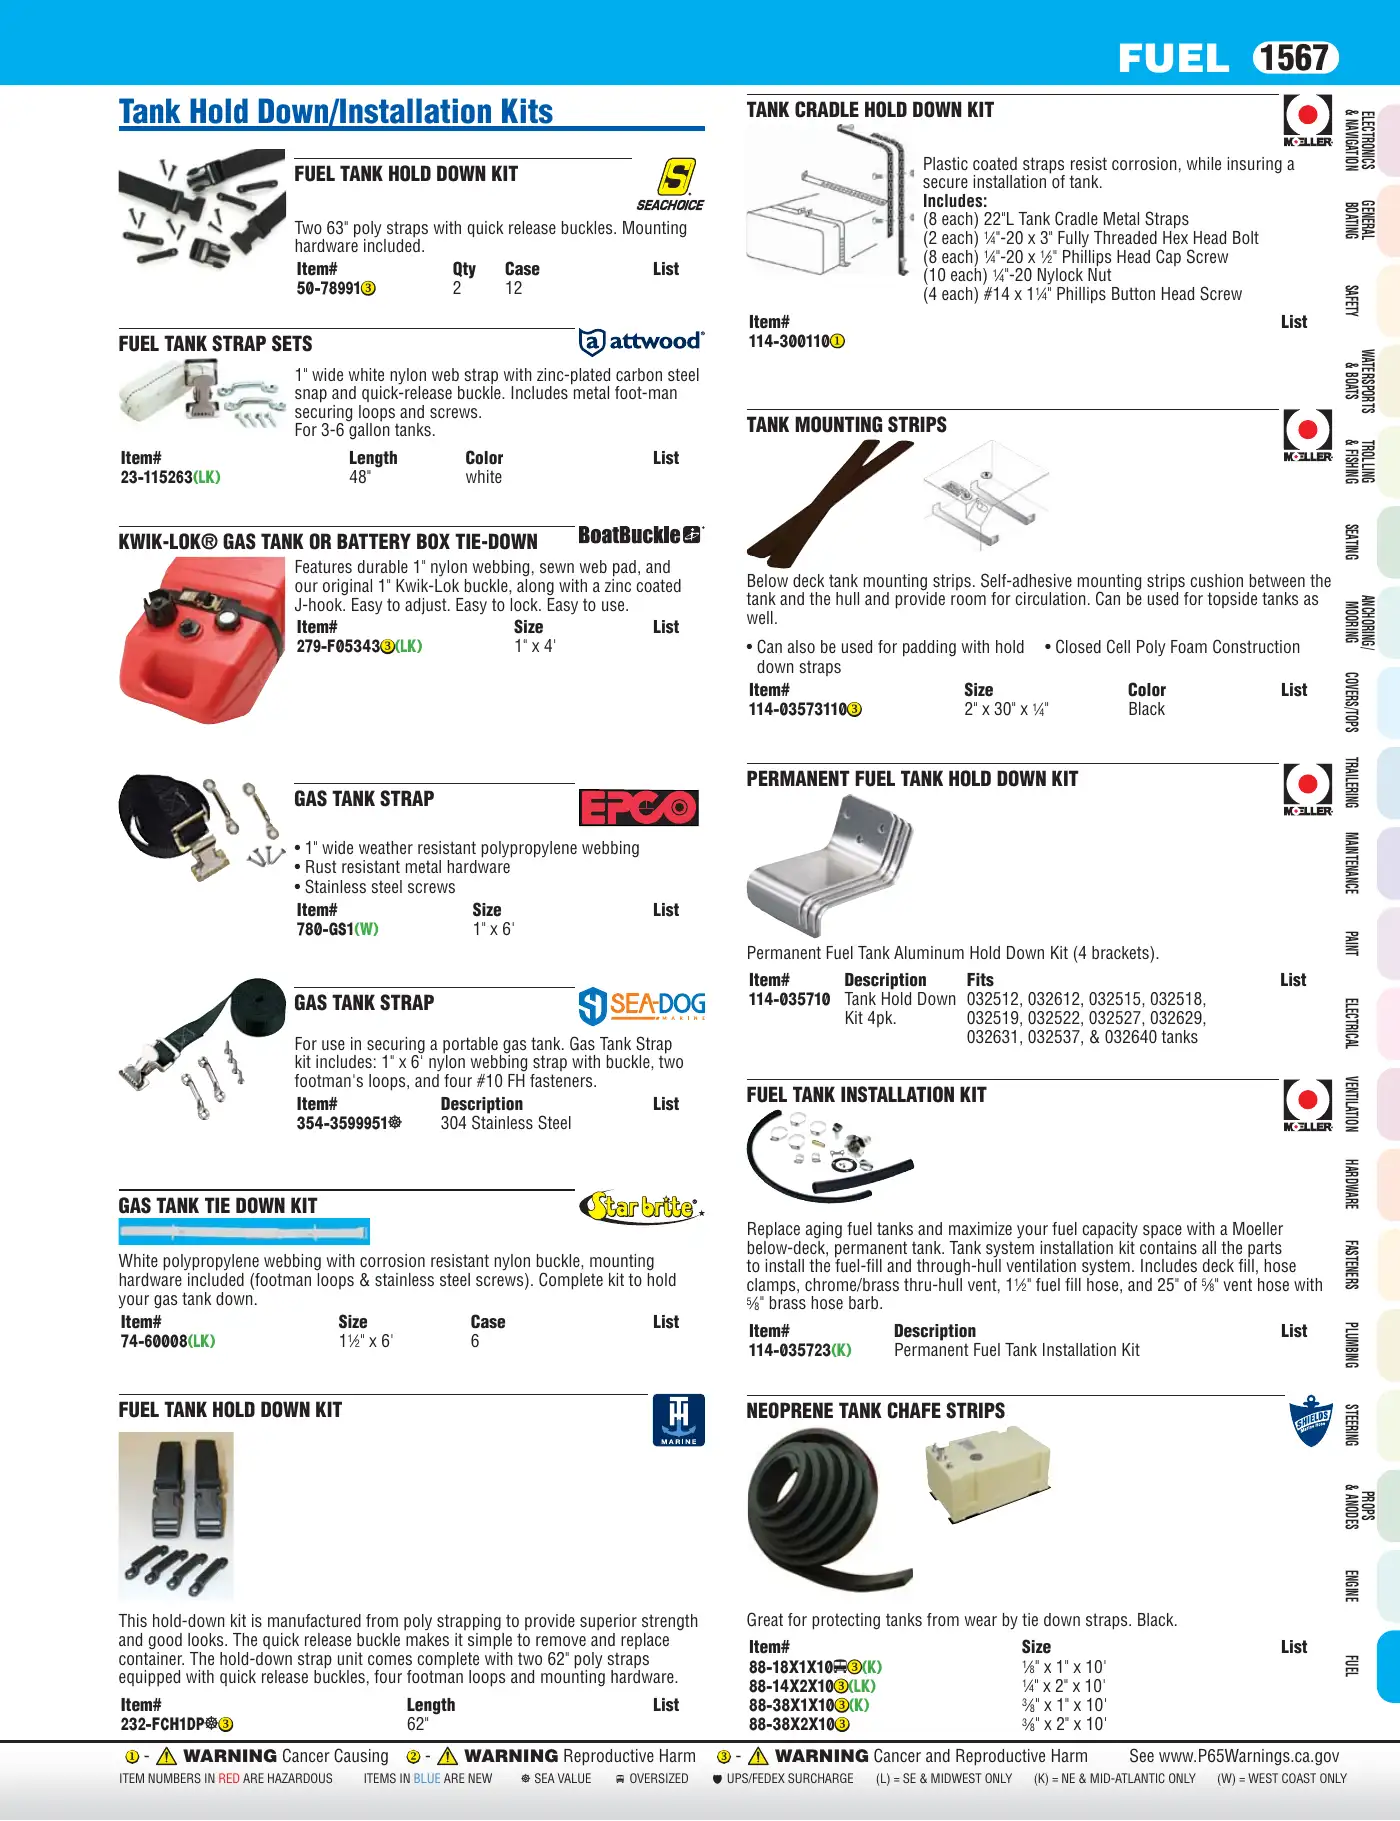 FUEL 1567
Tank Hold Down/Installation Kits
FUEL TANK HOLD DOWN KIT
SEACHOICE
Two 63" poly straps with quick release buckles. Mounting
hardware included.
Item# Qty Case List
50-78991③ 2 12
FUEL TANK STRAP SETS
attwood
1" wide white nylon web strap with zinc-plated carbon steel
snap and quick-release buckle. Includes metal foot-man
securing loops and screws.
For 3-6 gallon tanks.
Item# Length Color List
23-115263(LK) 48" white
KWIK-LOK® GAS TANK OR BATTERY BOX TIE-DOWN
BoatBuckle
Features durable 1" nylon webbing, sewn web pad, and
our original 1" Kwik-Lok buckle, along with a zinc coated
J-hook. Easy to adjust. Easy to lock. Easy to use.
Item# Size List
279-F05343③(LK) 1" x 4'
GAS TANK STRAP
EPCO
• 1" wide weather resistant polypropylene webbing
• Rust resistant metal hardware
• Stainless steel screws
Item# Size List
780-GS1(W) 1" x 6'
GAS TANK STRAP
SEA-DOG
MARINE
For use in securing a portable gas tank. Gas Tank Strap
kit includes: 1" x 6' nylon webbing strap with buckle, two
footman's loops, and four #10 FH fasteners.
Item# Description List
354-3599951 304 Stainless Steel
GAS TANK TIE DOWN KIT
Star brite
White polypropylene webbing with corrosion resistant nylon buckle, mounting
hardware included (footman loops & stainless steel screws). Complete kit to hold
your gas tank down.
Item# Size Case List
74-60008(LK) 1½" x 6' 6
FUEL TANK HOLD DOWN KIT
TH
MARINE
This hold-down kit is manufactured from poly strapping to provide superior strength
and good looks. The quick release buckle makes it simple to remove and replace
container. The hold-down strap unit comes complete with two 62" poly straps
equipped with quick release buckles, four footman loops and mounting hardware.
Item# Length List
232-FCH1DP③ 62"
TANK CRADLE HOLD DOWN KIT
MOELLER
Plastic coated straps resist corrosion, while insuring a
secure installation of tank.
Includes:
(8 each) 22"L Tank Cradle Metal Straps
(2 each) ¼"-20 x 3" Fully Threaded Hex Head Bolt
(8 each) ¼"-20 x ½" Phillips Head Cap Screw
(10 each) ¼"-20 Nylock Nut
(4 each) #14 x 1¼" Phillips Button Head Screw
Item# List
114-300110①
TANK MOUNTING STRIPS
MOELLER
Below deck tank mounting strips. Self-adhesive mounting strips cushion between the
tank and the hull and provide room for circulation. Can be used for topside tanks as
well.
• Can also be used for padding with hold • Closed Cell Poly Foam Construction
down straps
Item# Size Color List
114-03573110③ 2" x 30" x ¼" Black
PERMANENT FUEL TANK HOLD DOWN KIT
MOELLER
Permanent Fuel Tank Aluminum Hold Down Kit (4 brackets).
Item# Description Fits List
114-035710 Tank Hold Down 032512, 032612, 032515, 032518,
Kit 4pk. 032519, 032522, 032527, 032629,
032631, 032537, & 032640 tanks
FUEL TANK INSTALLATION KIT
MOELLER
Replace aging fuel tanks and maximize your fuel capacity space with a Moeller
below-deck, permanent tank. Tank system installation kit contains all the parts
to install the fuel-fill and through-hull ventilation system. Includes deck fill, hose
clamps, chrome/brass thru-hull vent, 1½" fuel fill hose, and 25" of ⅝" vent hose with
⅝" brass hose barb.
Item# Description List
114-035723(K) Permanent Fuel Tank Installation Kit
NEOPRENE TANK CHAFE STRIPS
SHIELDS
Great for protecting tanks from wear by tie down straps. Black.
Item# Size List
88-18X1X10③(K) ⅛" x 1" x 10'
88-14X2X10③(LK) ¼" x 2" x 10'
88-38X1X10③(K) ⅜" x 1" x 10'
88-38X2X10③ ⅜" x 2" x 10'
ELECTRONICS
& NAVIGATION
GENERAL
BOATING
SAFETY
WATERSPORTS
& BOATS
TROLLING
& FISHING
SEATING
ANCHORING/
MOORING
COVERS/TOPS
TRAILERING
MAINTENANCE
PAINT
ELECTRICAL
VENTILATION
HARDWARE
FASTENERS
PLUMBING
STEERING
PROPS
& ANODES
ENGINE
FUEL
① - WARNING Cancer Causing ② - WARNING Reproductive Harm ③ - WARNING Cancer and Reproductive Harm See www.P65Warnings.ca.gov
ITEM NUMBERS IN RED ARE HAZARDOUS ITEMS IN BLUE ARE NEW SEA VALUE OVERSIZED UPS/FEDEX SURCHARGE (L) = SE & MIDWEST ONLY (K) = NE & MID-ATLANTIC ONLY (W) = WEST COAST ONLY